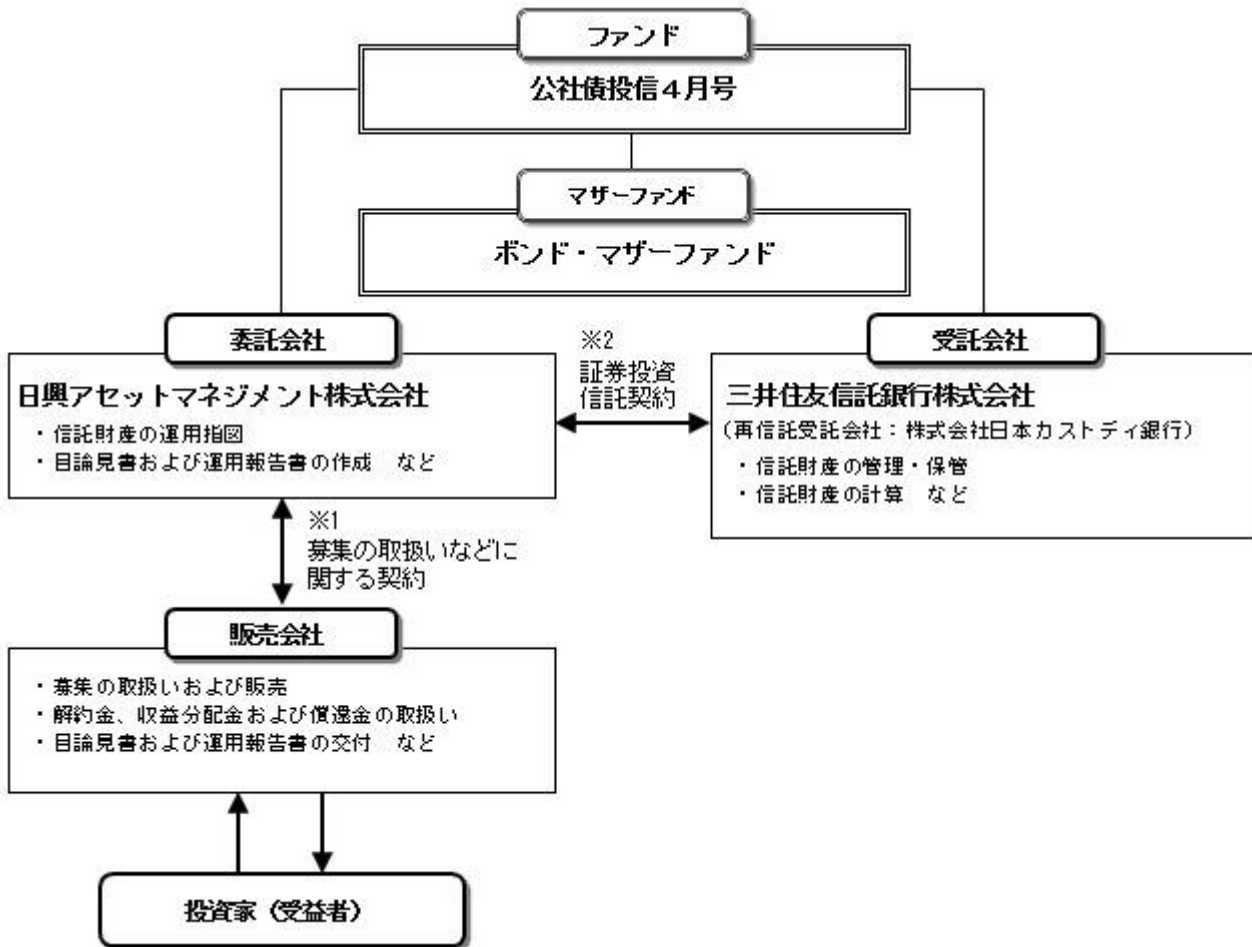 ファンド
公社債投信４月号
マザーファンド
ボンド・マザーファンド
委託会社
日興アセットマネジメント株式会社
・信託財産の運用指図
・目論見書および運用報告書の作成　など
※2
証券投資
信託契約
受託会社
三井住友信託銀行株式会社
（再信託受託会社：株式会社日本カストディ銀行）
・信託財産の管理・保管
・信託財産の計算　など
※1
募集の取扱いなどに
関する契約
販売会社
・募集の取扱いおよび販売
・解約金、収益分配金および償還金の取扱い
・目論見書および運用報告書の交付　など
投資家（受益者）